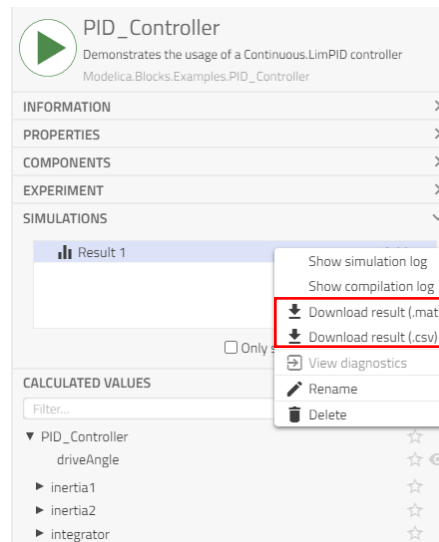 PID_Controller
Demonstrates the usage of a Continuous.LimPID controller
Modelica.Blocks.Examples.PID_Controller
INFORMATION
PROPERTIES
COMPONENTS
EXPERIMENT
SIMULATIONS
Result 1
Show simulation log
Show compilation log
Download result (.mat
Download result (.csv)
Only
View diagnostics
CALCULATED VALUES
Rename
Filter...
Delete
PID_Controller
driveAngle
inertia1
inertia2
integrator